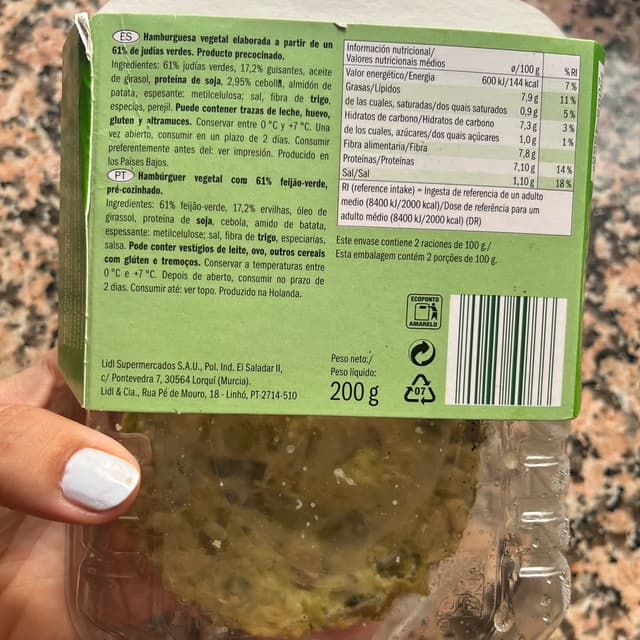 ES Hamburguesa vegetal elaborada a partir de un
61% de judías verdes. Producto precocinado.
Ingredientes: 61% judías verdes, 17,2% guisantes, aceite
de girasol, proteína de soja, 2,95% cebolla, almidón de
patata, espesante: metilcelulosa; sal, fibra de trigo,
especias, perejil. Puede contener trazas de leche, huevo,
gluten y altramuces. Conservar entre 0 °C y +7 °C. Una
vez abierto, consumir en un plazo de 2 días. Consumir
preferentemente antes del: ver impresión. Producido en
los Países Bajos.
PT Hambúrguer vegetal com 61% feijão-verde,
pré-cozinhado.
Ingredientes: 61% feijão-verde, 17,2% ervilhas, óleo de
girassol, proteína de soja, cebola, amido de batata,
espessante: metilcelulose; sal, fibra de trigo, especiarias,
salsa. Pode conter vestígios de leite, ovo, outros cereais
com glúten e tremoços. Conservar a temperaturas entre
0 °C e +7 °C. Depois de aberto, consumir no prazo de
2 dias. Consumir até: ver topo. Produzido na Holanda.
Lidl Supermercados S.A.U., Pol. Ind. El Saladar II,
c/ Pontevedra 7, 30564 Lorquí (Murcia).
Lidl & Cia., Rua Pé de Mouro, 18 - Linhó, PT-2714-510
Información nutricional/
Valores nutricionais médios ø/100 g %RI
Valor energético/Energia 600 kJ/144 kcal 7 %
Grasas/Lípidos 7,9 g 11 %
de las cuales, saturadas/dos quais saturados 0,9 g 5 %
Hidratos de carbono/Hidratos de carbono 7,3 g 3 %
de los cuales, azúcares/dos quais açúcares 1,0 g 1 %
Fibra alimentaria/Fibra 7,8 g
Proteínas/Proteínas 7,10 g 14 %
Sal/Sal 1,10 g 18 %
RI (reference intake) = Ingesta de referencia de un adulto
medio (8400 kJ/2000 kcal)/Dose de referência para um
adulto médio (8400 kJ/2000 kcal) (DR)
Este envase contiene 2 raciones de 100 g./
Esta embalagem contém 2 porções de 100 g.
ECOPONTO
AMARELO
Peso neto:/
Peso líquido:
200 g
07